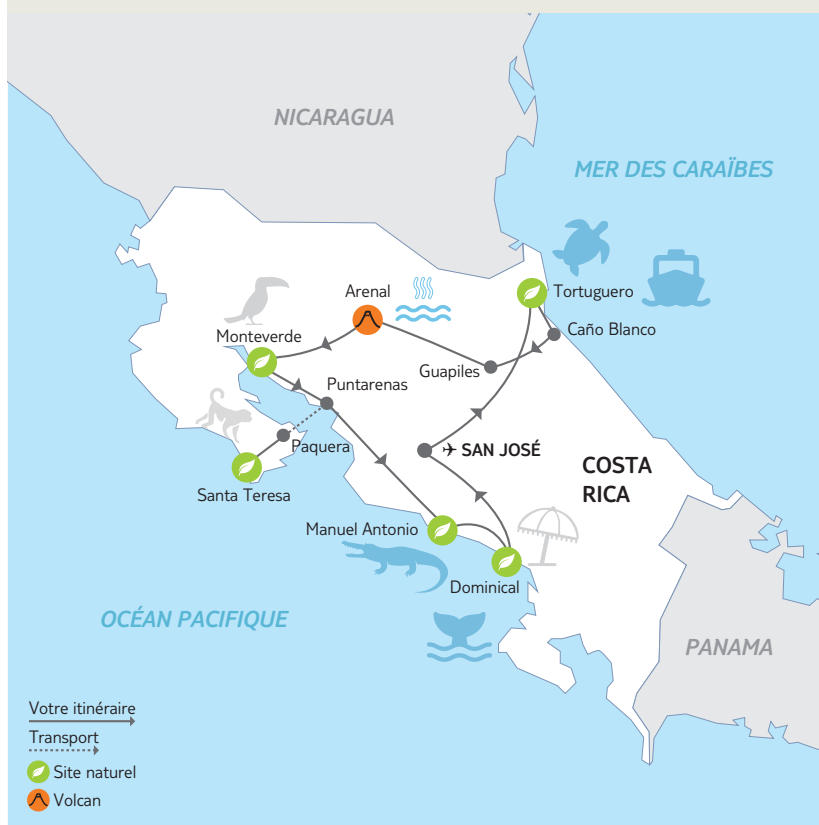 NICARAGUA
MER DES CARAÏBES
Arenal
Tortuguero
Monteverde
Caño Blanco
Guapiles
Puntarenas
Paquera
SAN JOSÉ
COSTA
RICA
Santa Teresa
Manuel Antonio
Dominical
OCÉAN PACIFIQUE
PANAMA
Votre itinéraire
Transport
Site naturel
Volcan